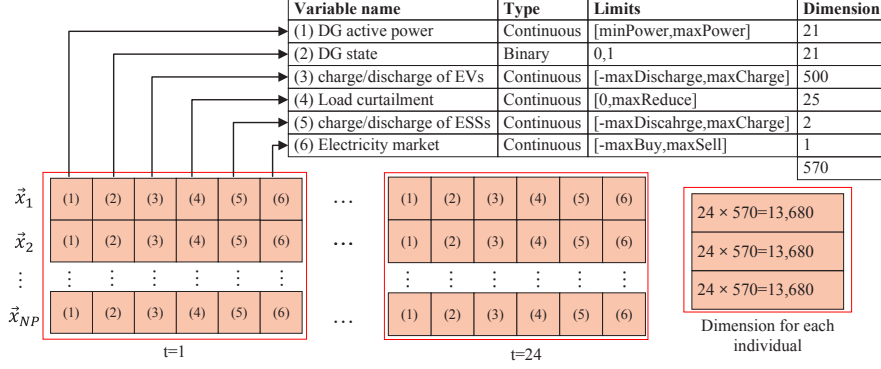 Variable name Type Limits Dimension
(1) DG active power Continuous [minPower,maxPower] 21
(2) DG state Binary 0,1 21
(3) charge/discharge of EVs Continuous [-maxDischarge,maxCharge] 500
(4) Load curtailment Continuous [0,maxReduce] 25
(5) charge/discharge of ESSs Continuous [-maxDiscahrge,maxCharge] 2
(6) Electricity market Continuous [-maxBuy,maxSell] 1
570
x⃗1 (1) (2) (3) (4) (5) (6) ... (1) (2) (3) (4) (5) (6)
x⃗2 (1) (2) (3) (4) (5) (6) ... (1) (2) (3) (4) (5) (6)
⋮ ⋮ ⋮ ⋮ ⋮ ⋮ ⋮ ... ⋮ ⋮ ⋮ ⋮ ⋮ ⋮
x⃗NP (1) (2) (3) (4) (5) (6) ... (1) (2) (3) (4) (5) (6)
t=1
t=24
24 × 570=13,680
24 × 570=13,680
24 × 570=13,680
Dimension for each
individual